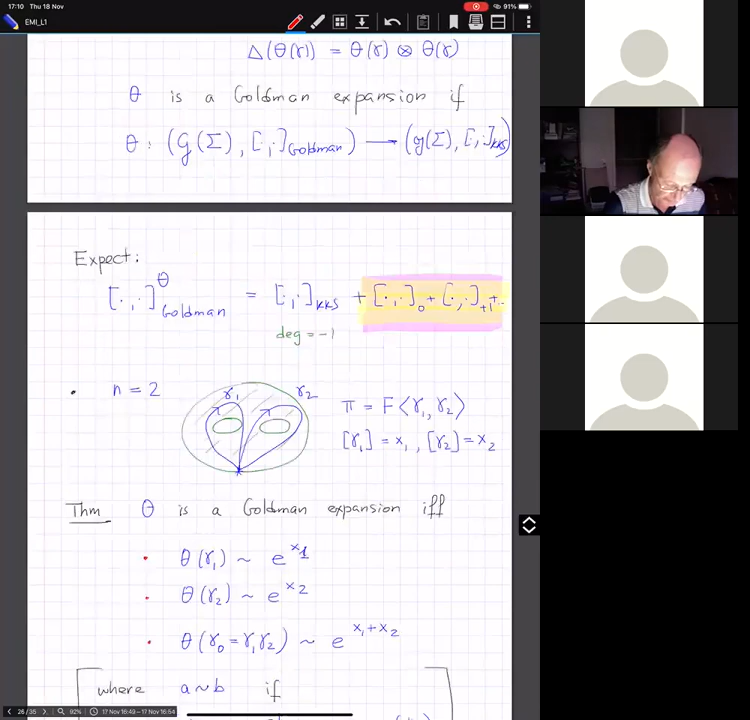 17:10 Thu 18 Nov
91%
EMI_L1
Δ(θ(γ)) = θ(γ) ⊗ θ(γ)
θ is a Goldman expansion if
θ: (g(Σ), [·,·]Goldman) → (g(Σ), [·,·]KKS)
Expect:
[·,·]^θ_Goldman = [·,·]_KKS + [·,·]_0 + [·,·]_+1 + ..
deg = -1
• n = 2
γ1 γ2
π = F<γ1, γ2>
[γ1] = x1, [γ2] = x2
Thm θ is a Goldman expansion iff
• θ(γ1) ~ e^x1
• θ(γ2) ~ e^x2
• θ(γ0 = γ1γ2) ~ e^x1+x2
where a~b if
26/35
92%
17 Nov 16:49 – 17 Nov 16:54